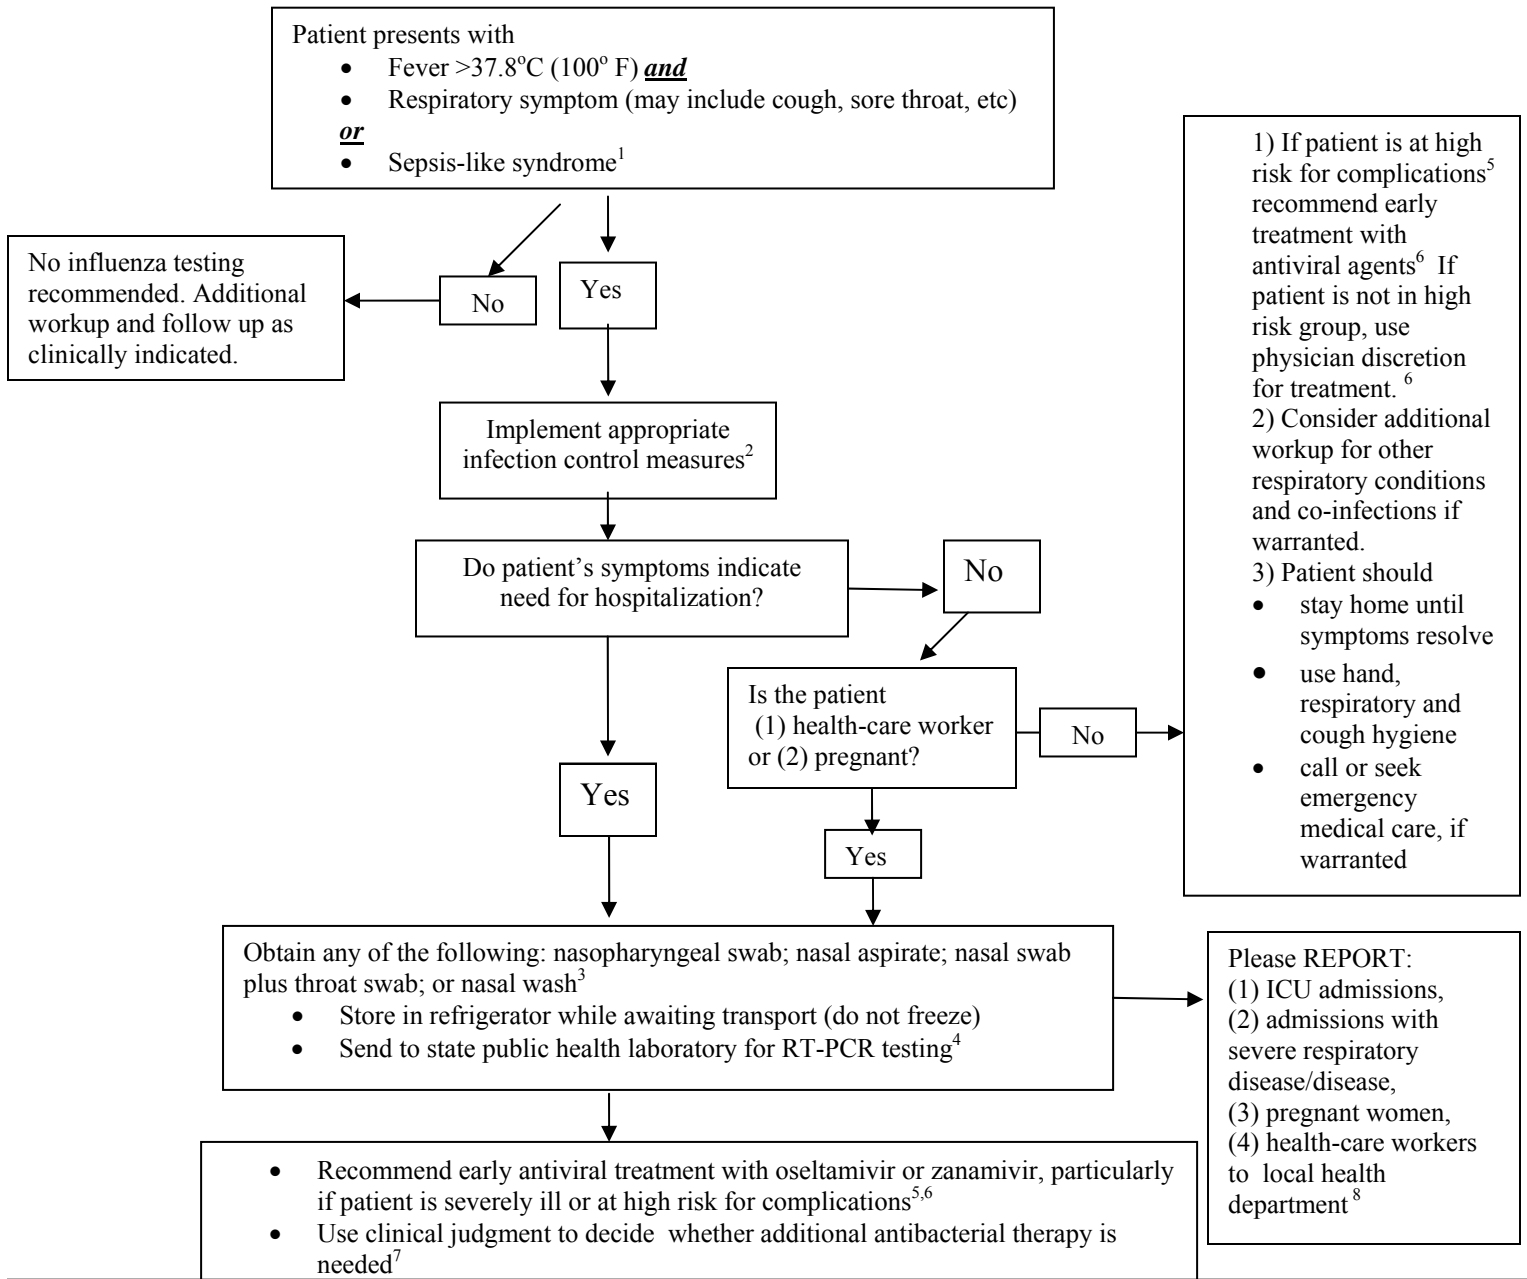 Patient presents with
• Fever >37.8°C (100° F) and
• Respiratory symptom (may include cough, sore throat, etc)
or
• Sepsis-like syndrome1
No influenza testing
recommended. Additional
workup and follow up as
clinically indicated.
No
Yes
Implement appropriate
infection control measures2
Do patient’s symptoms indicate
need for hospitalization?
No
Is the patient
(1) health-care worker
or (2) pregnant?
No
1) If patient is at high
risk for complications5
recommend early
treatment with
antiviral agents6 If
patient is not in high
risk group, use
physician discretion
for treatment. 6
2) Consider additional
workup for other
respiratory conditions
and co-infections if
warranted.
3) Patient should
• stay home until
symptoms resolve
• use hand,
respiratory and
cough hygiene
• call or seek
emergency
medical care, if
warranted
Yes
Yes
Obtain any of the following: nasopharyngeal swab; nasal aspirate; nasal swab
plus throat swab; or nasal wash3
• Store in refrigerator while awaiting transport (do not freeze)
• Send to state public health laboratory for RT-PCR testing4
Please REPORT:
(1) ICU admissions,
(2) admissions with
severe respiratory
disease/disease,
(3) pregnant women,
(4) health-care workers
to local health
department 8
• Recommend early antiviral treatment with oseltamivir or zanamivir, particularly
if patient is severely ill or at high risk for complications5,6
• Use clinical judgment to decide whether additional antibacterial therapy is
needed7